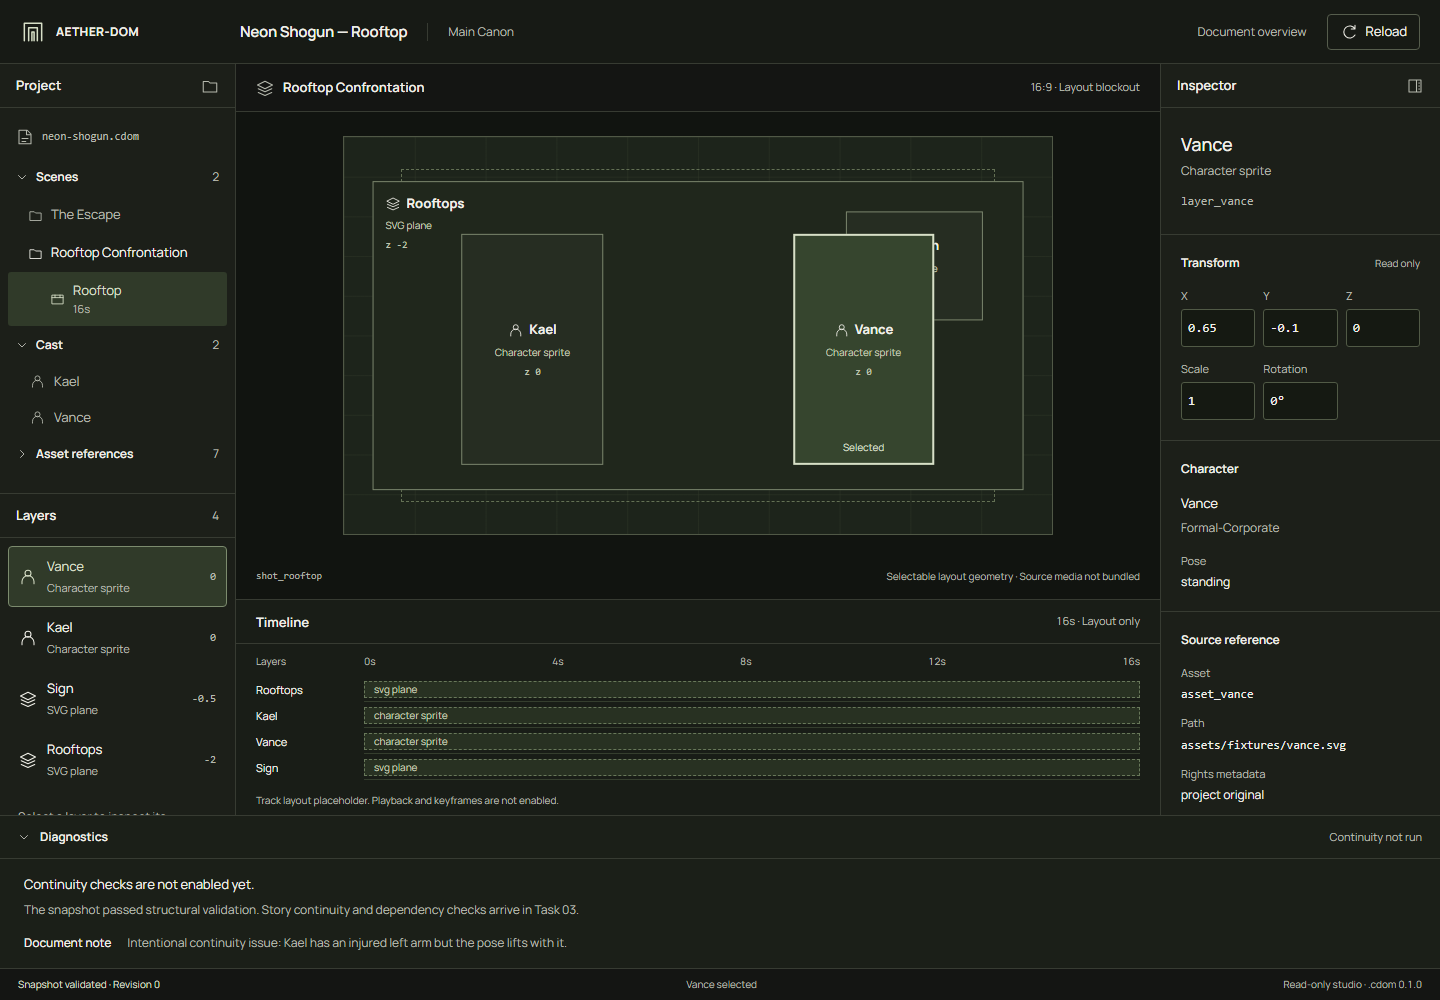 AETHER-DOM
Neon Shogun — Rooftop
Main Canon
Document overview
Reload
Project
neon-shogun.cdom
Scenes 2
The Escape
Rooftop Confrontation
Rooftop
16s
Cast 2
Kael
Vance
Asset references 7
Layers 4
Vance
Character sprite
0
Kael
Character sprite
0
Sign
SVG plane
-0.5
Rooftops
SVG plane
-2
Rooftop Confrontation
16:9 · Layout blockout
Rooftops
SVG plane
z -2
Kael
Character sprite
z 0
Vance
Character sprite
z 0
Selected
shot_rooftop
Selectable layout geometry · Source media not bundled
Timeline
16s · Layout only
Layers 0s 4s 8s 12s 16s
Rooftops svg plane
Kael character sprite
Vance character sprite
Sign svg plane
Track layout placeholder. Playback and keyframes are not enabled.
Inspector
Vance
Character sprite
layer_vance
Transform Read only
X Y Z
0.65 -0.1 0
Scale Rotation
1 0°
Character
Vance
Formal-Corporate
Pose
standing
Source reference
Asset
asset_vance
Path
assets/fixtures/vance.svg
Rights metadata
project original
Diagnostics
Continuity not run
Continuity checks are not enabled yet.
The snapshot passed structural validation. Story continuity and dependency checks arrive in Task 03.
Document note Intentional continuity issue: Kael has an injured left arm but the pose lifts with it.
Snapshot validated · Revision 0
Vance selected
Read-only studio · .cdom 0.1.0